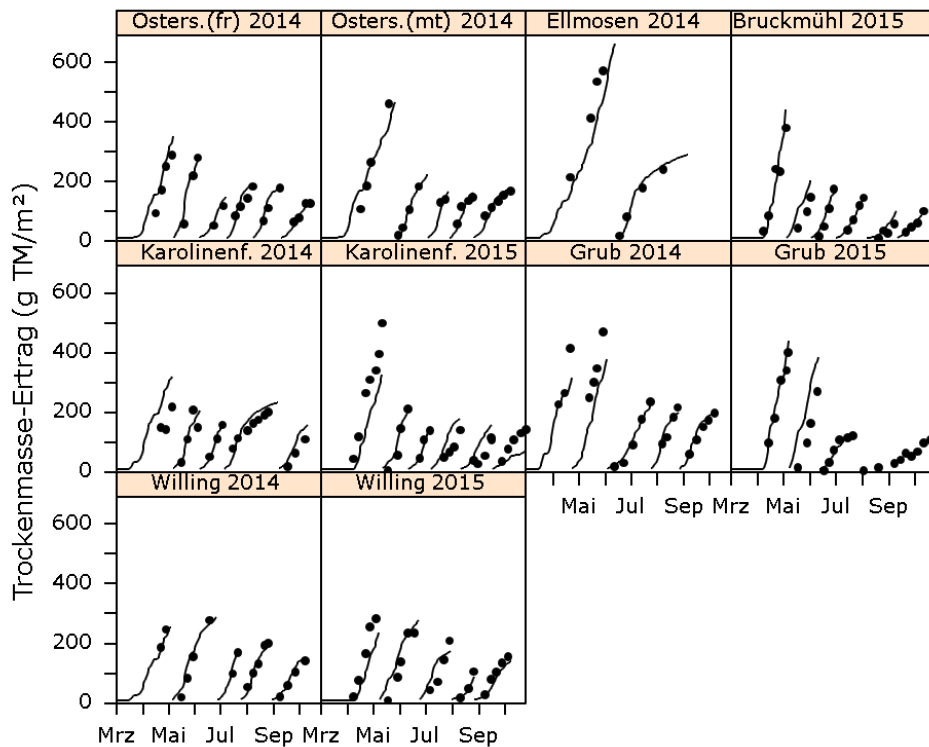 Osters.(fr) 2014
Osters.(mt) 2014
Ellmosen 2014
Bruckmühl 2015
600
400
200
0
Karolinenf. 2014
Karolinenf. 2015
Grub 2014
Grub 2015
600
400
200
0
Willing 2014
Willing 2015
Mai Jul Sep Mrz Mai Sep
600
400
200
0
Mrz Mai Jul Sep Mrz Mai Jul Sep
Trockenmasse-Ertrag (g TM/m²)